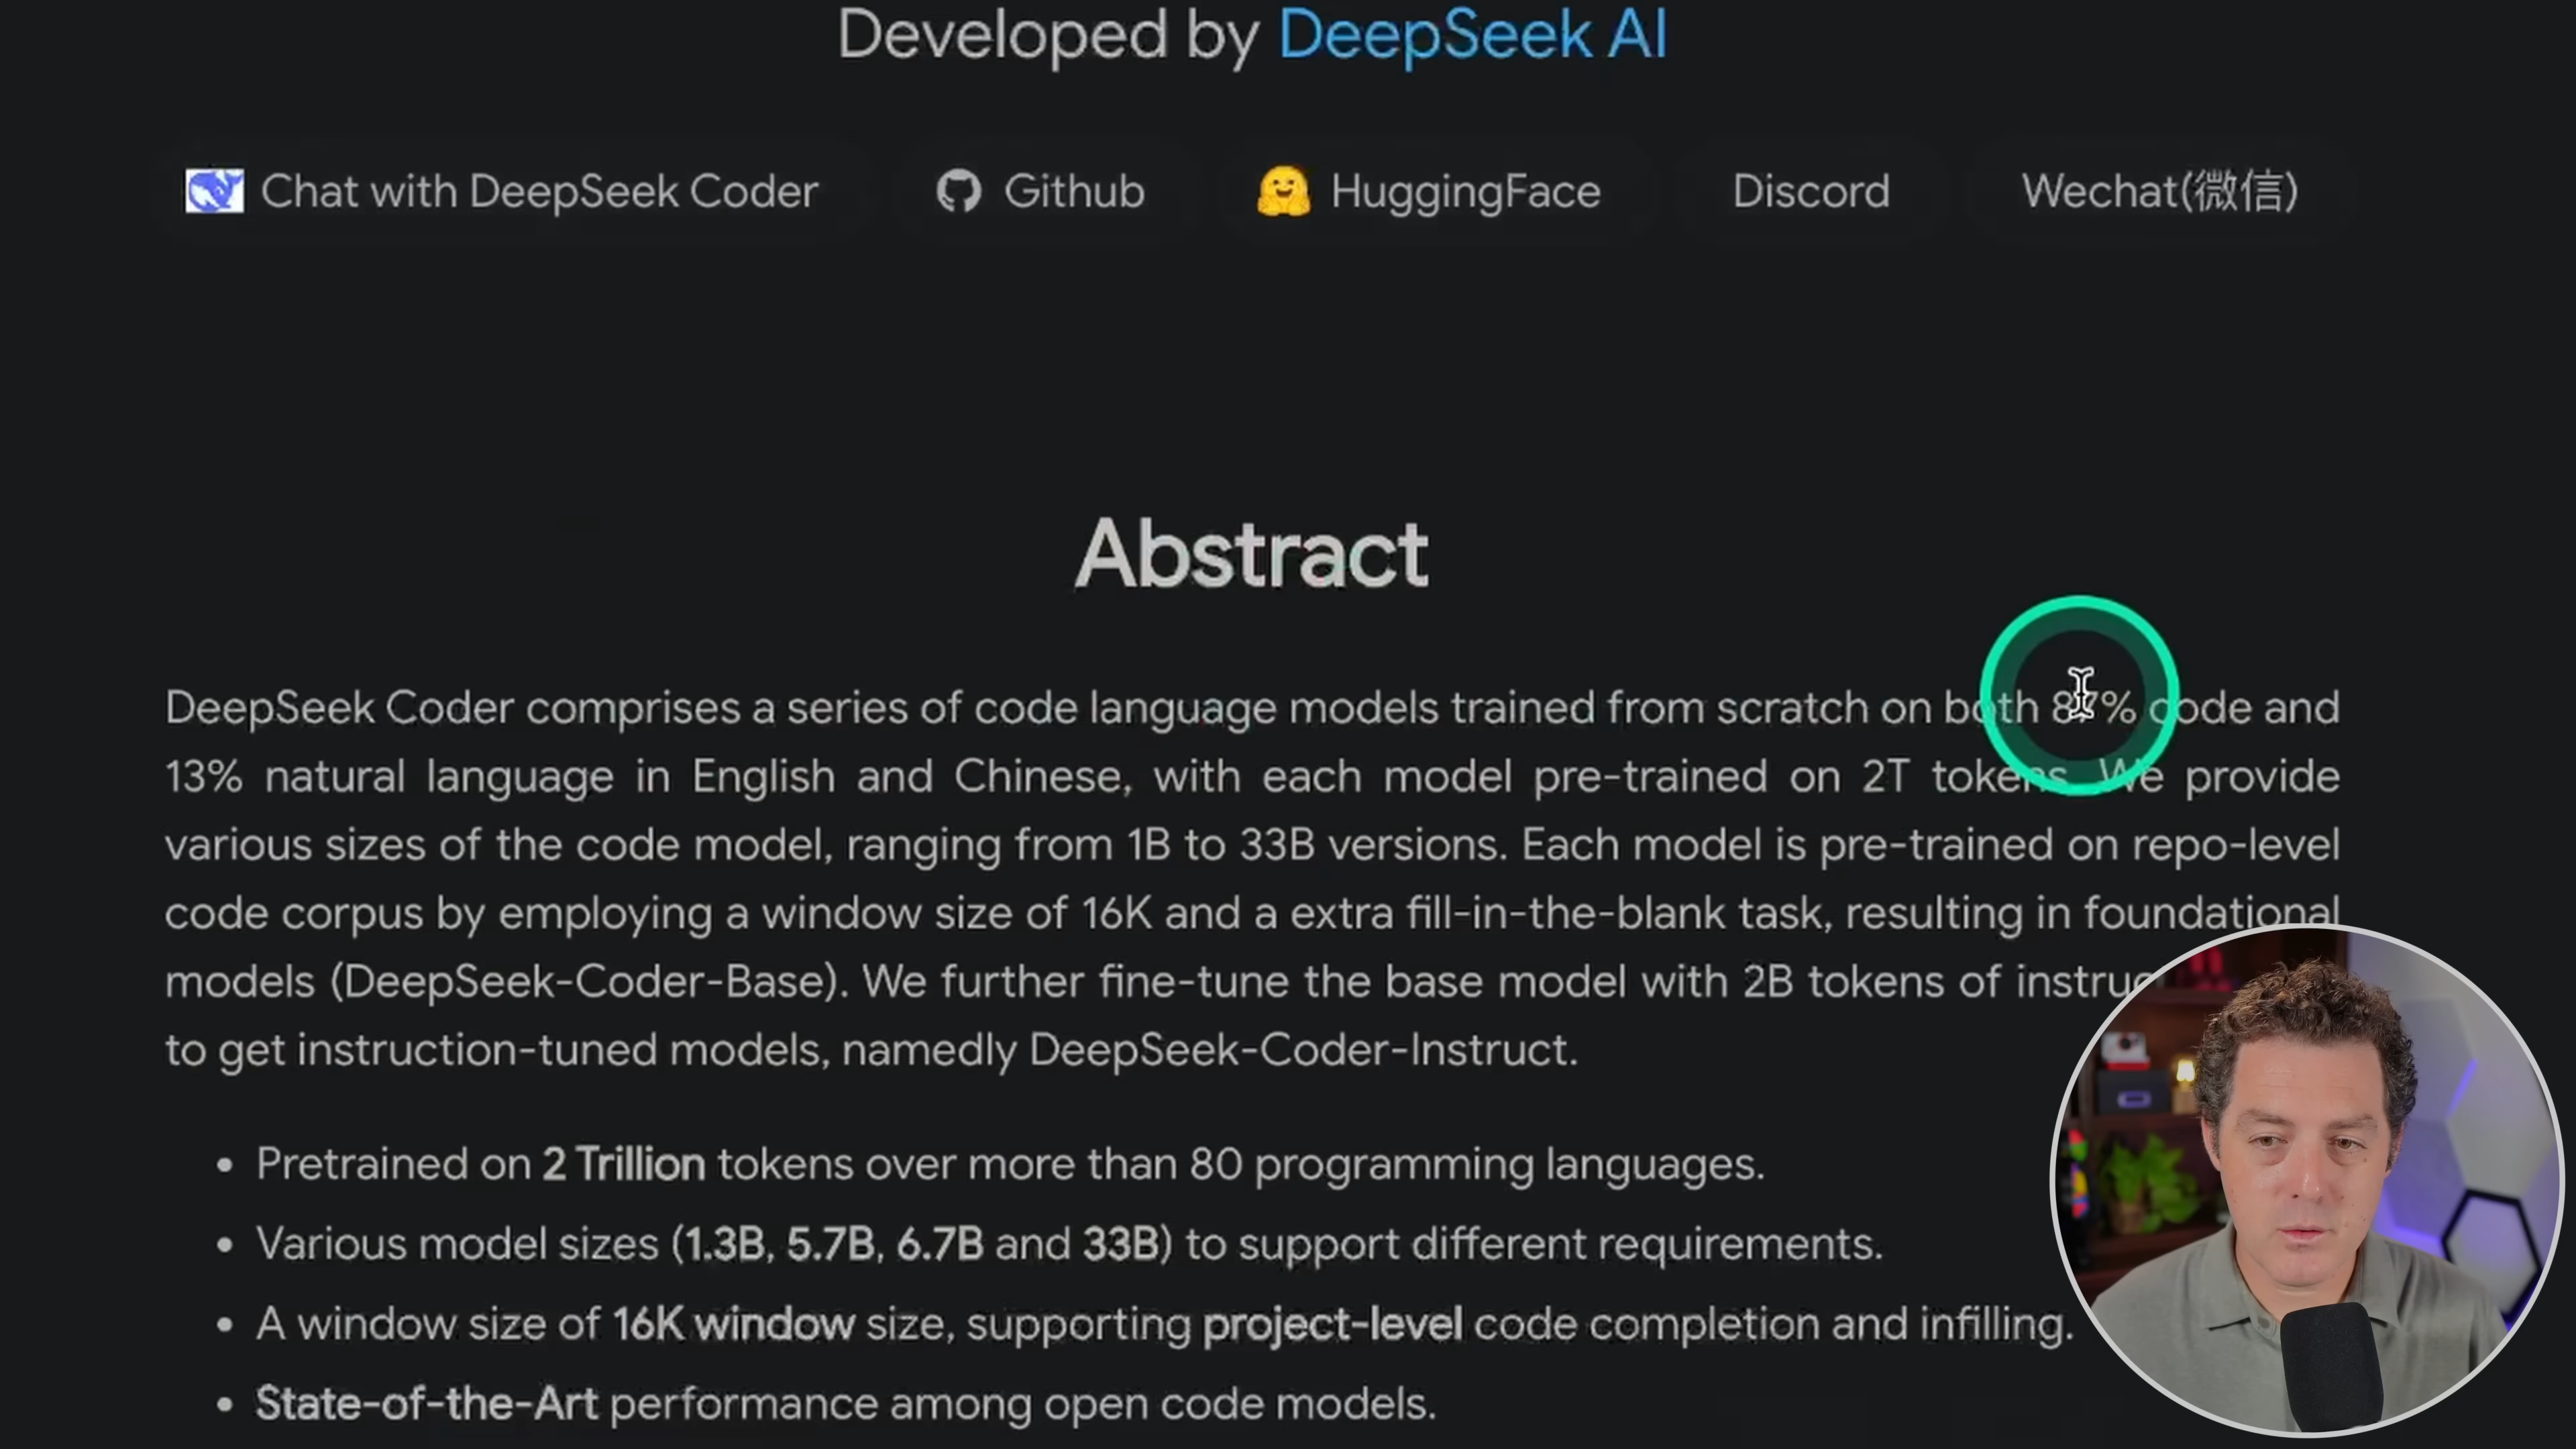 Developed by DeepSeek AI
Chat with DeepSeek Coder Github HuggingFace Discord Wechat(微信)
Abstract
DeepSeek Coder comprises a series of code language models trained from scratch on both 87% code and
13% natural language in English and Chinese, with each model pre-trained on 2T tokens. We provide
various sizes of the code model, ranging from 1B to 33B versions. Each model is pre-trained on repo-level
code corpus by employing a window size of 16K and a extra fill-in-the-blank task, resulting in foundational
models (DeepSeek-Coder-Base). We further fine-tune the base model with 2B tokens of
to get instruction-tuned models, namely DeepSeek-Coder-Instruct.
• Pretrained on 2 Trillion tokens over more than 80 programming languages.
• Various model sizes (1.3B, 5.7B, 6.7B and 33B) to support different requirements.
• A window size of 16K window size, supporting project-level code completion and infilling.
• State-of-the-Art performance among open code models.